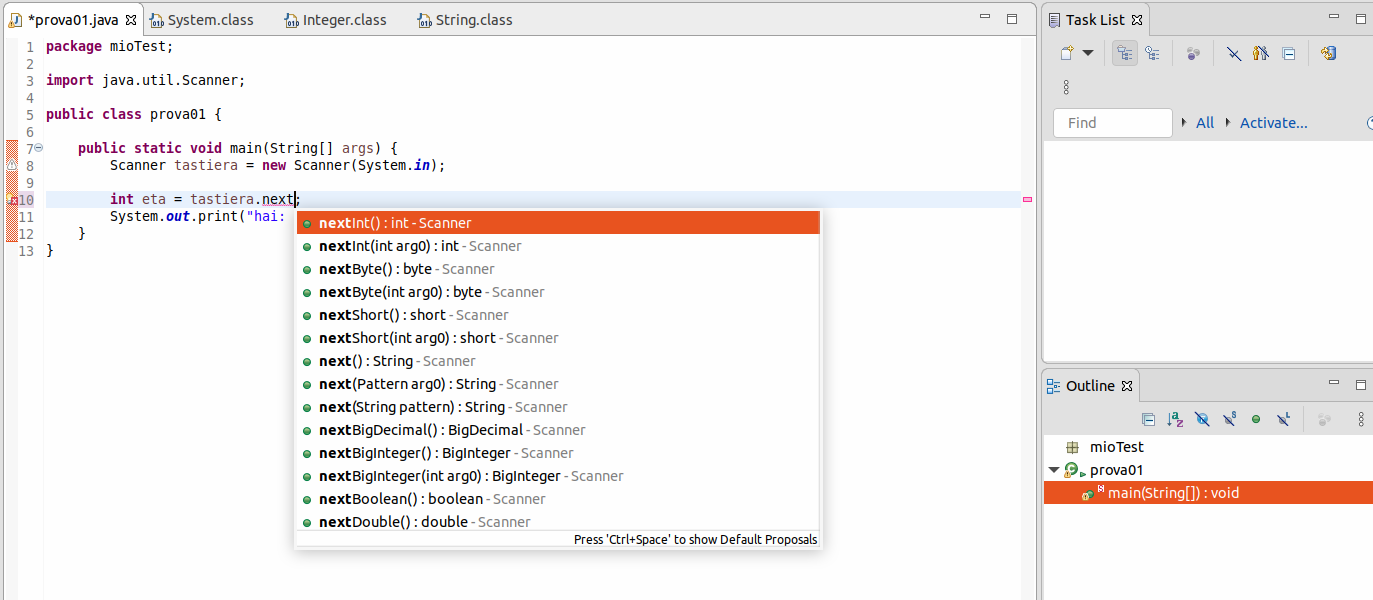 *prova01.java
System.class
Integer.class
String.class
1 package mioTest;
2
3 import java.util.Scanner;
4
5 public class prova01 {
6
7 public static void main(String[] args) {
8 Scanner tastiera = new Scanner(System.in);
9
10 int eta = tastiera.next;
11 System.out.print("hai:
12 }
13 }
nextInt() : int - Scanner
nextInt(int arg0) : int - Scanner
nextByte() : byte - Scanner
nextByte(int arg0) : byte - Scanner
nextShort() : short - Scanner
nextShort(int arg0) : short - Scanner
next() : String - Scanner
next(Pattern arg0) : String - Scanner
next(String pattern) : String - Scanner
nextBigDecimal() : BigDecimal - Scanner
nextBigInteger() : BigInteger - Scanner
nextBigInteger(int arg0) : BigInteger - Scanner
nextBoolean() : boolean - Scanner
nextDouble() : double - Scanner
Press 'Ctrl+Space' to show Default Proposals
Task List
Find
All
Activate...
Outline
mioTest
prova01
main(String[]) : void